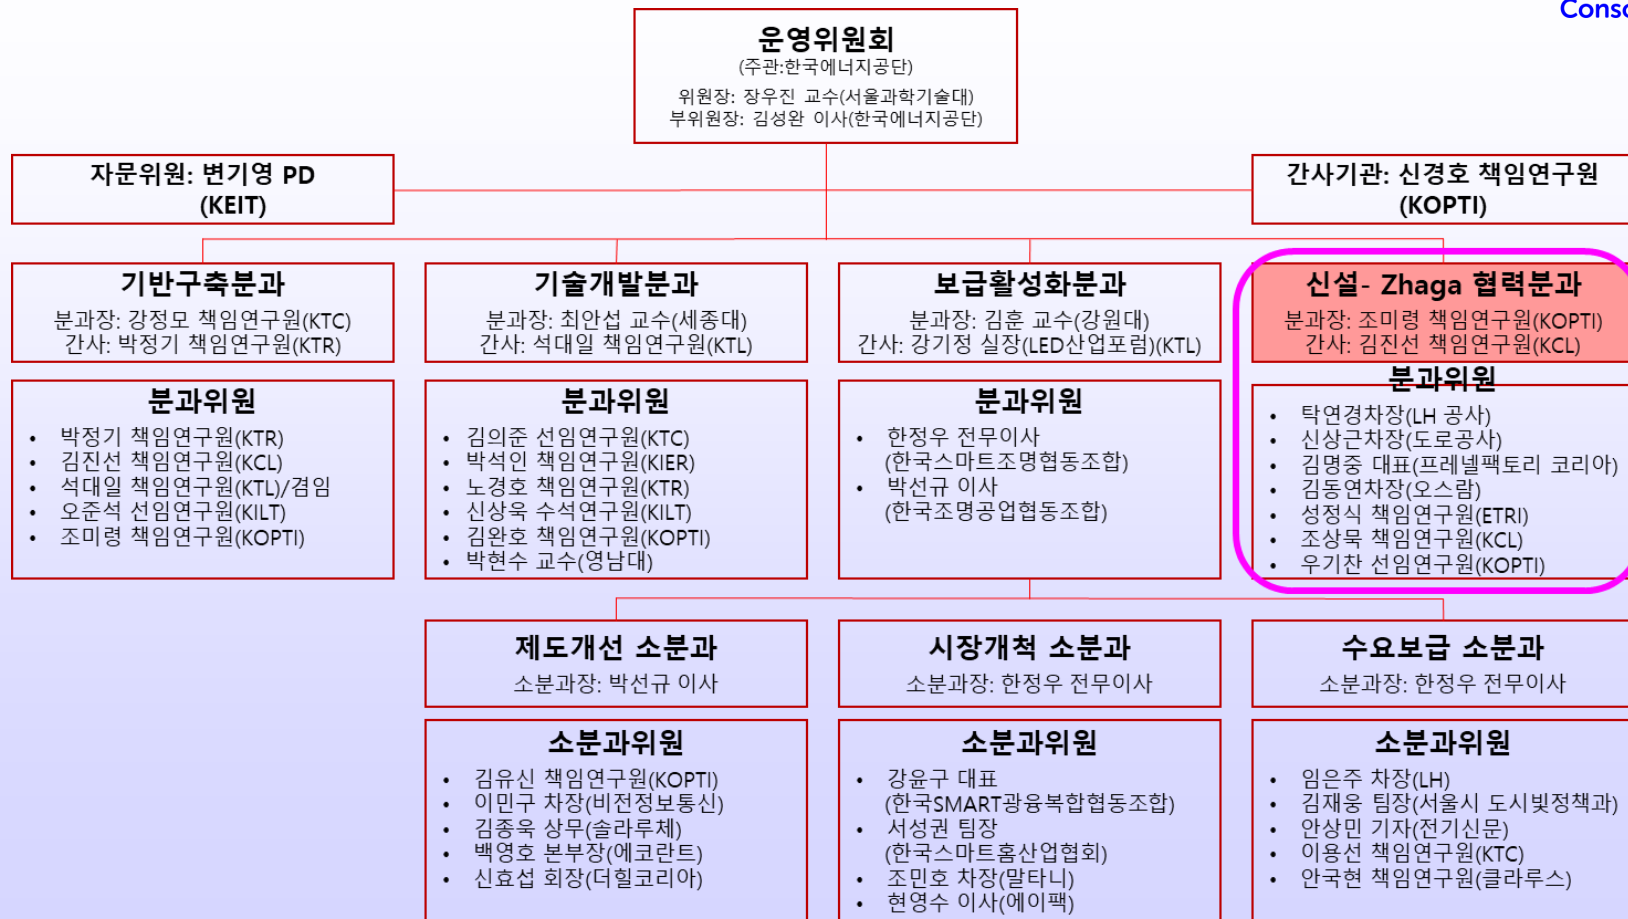 운영위원회
(주관:한국에너지공단)
위원장: 장우진 교수(서울과학기술대)
부위원장: 김성완 이사(한국에너지공단)
자문위원: 변기영 PD
(KEIT)
간사기관: 신경호 책임연구원
(KOPTI)
기반구축분과
분과장: 강정모 책임연구원(KTC)
간사: 박정기 책임연구원(KTR)
분과위원
• 박정기 책임연구원(KTR)
• 김진선 책임연구원(KCL)
• 석대일 책임연구원(KTL)/겸임
• 오준석 선임연구원(KILT)
• 조미령 책임연구원(KOPTI)
기술개발분과
분과장: 최안섭 교수(세종대)
간사: 석대일 책임연구원(KTL)
분과위원
• 김의준 선임연구원(KTC)
• 박석인 책임연구원(KIER)
• 노경호 책임연구원(KTR)
• 신상욱 수석연구원(KILT)
• 김완호 책임연구원(KOPTI)
• 박현수 교수(영남대)
보급활성화분과
분과장: 김훈 교수(강원대)
간사: 강기정 실장(LED산업포럼)(KTL)
분과위원
• 한정우 전무이사
(한국스마트조명협동조합)
• 박선규 이사
(한국조명공업협동조합)
신설- Zhaga 협력분과
분과장: 조미령 책임연구원(KOPTI)
간사: 김진선 책임연구원(KCL)
분과위원
• 탁연경차장(LH 공사)
• 신상근차장(도로공사)
• 김명중 대표(프레넬팩토리 코리아)
• 김동연차장(오스람)
• 성정식 책임연구원(ETRI)
• 조상묵 책임연구원(KCL)
• 우기찬 선임연구원(KOPTI)
제도개선 소분과
소분과장: 박선규 이사
소분과위원
• 김유신 책임연구원(KOPTI)
• 이민구 차장(비전정보통신)
• 김종욱 상무(솔라루체)
• 백영호 본부장(에코란트)
• 신효섭 회장(더힐코리아)
시장개척 소분과
소분과장: 한정우 전무이사
소분과위원
• 강윤구 대표
(한국SMART광융복합협동조합)
• 서성권 팀장
(한국스마트홈산업협회)
• 조민호 차장(말타니)
• 현영수 이사(에이팩)
수요보급 소분과
소분과장: 한정우 전무이사
소분과위원
• 임은주 차장(LH)
• 김재웅 팀장(서울시 도시빛정책과)
• 안상민 기자(전기신문)
• 이용선 책임연구원(KTC)
• 안국현 책임연구원(클라루스)